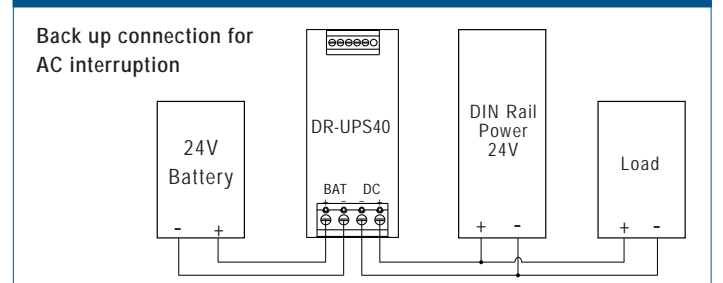 Back up connection for
AC interruption
DR-UPS40
DIN Rail
Power
24V
24V
Battery
Load
BAT DC
+ - - +
- +
+ -
+ -